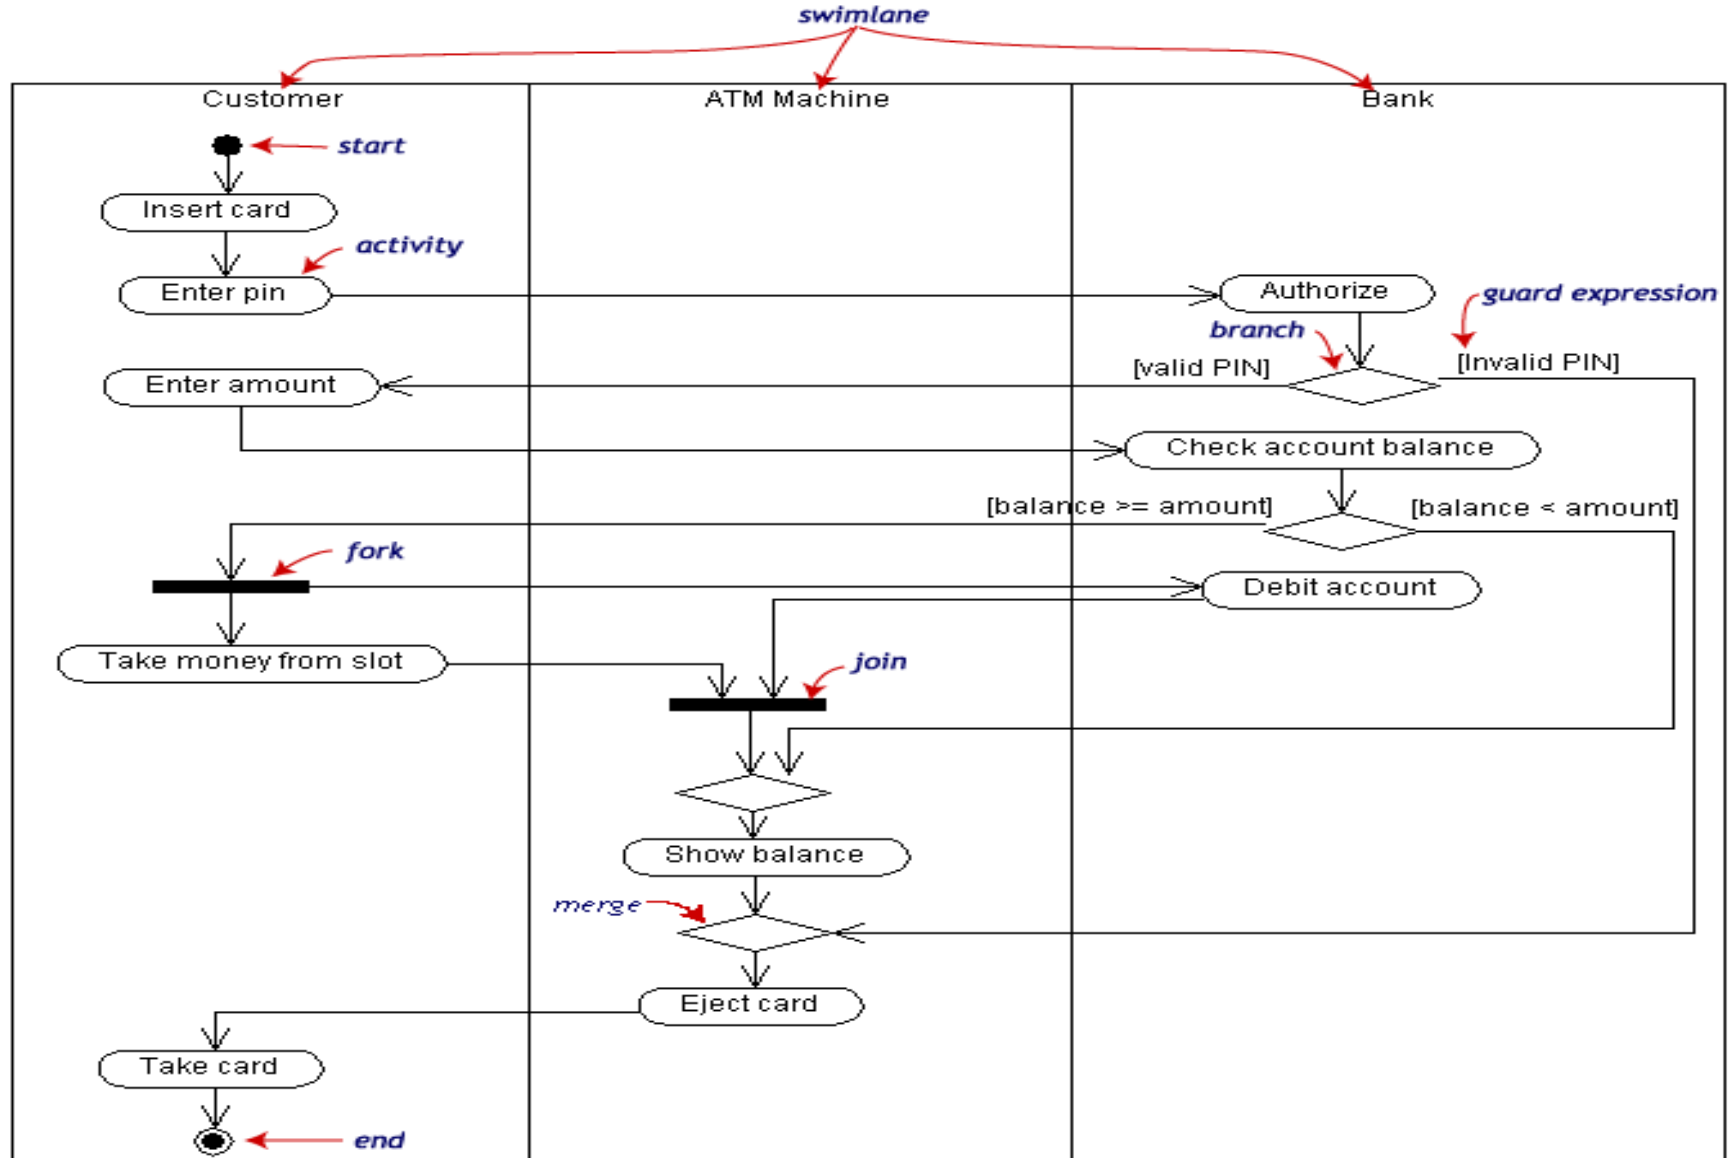 swimlane
Customer
ATM Machine
Bank
start
Insert card
activity
Enter pin
Authorize
guard expression
branch
[valid PIN]
[Invalid PIN]
Enter amount
Check account balance
[balance >= amount]
[balance < amount]
fork
Debit account
Take money from slot
join
Show balance
merge
Eject card
Take card
end